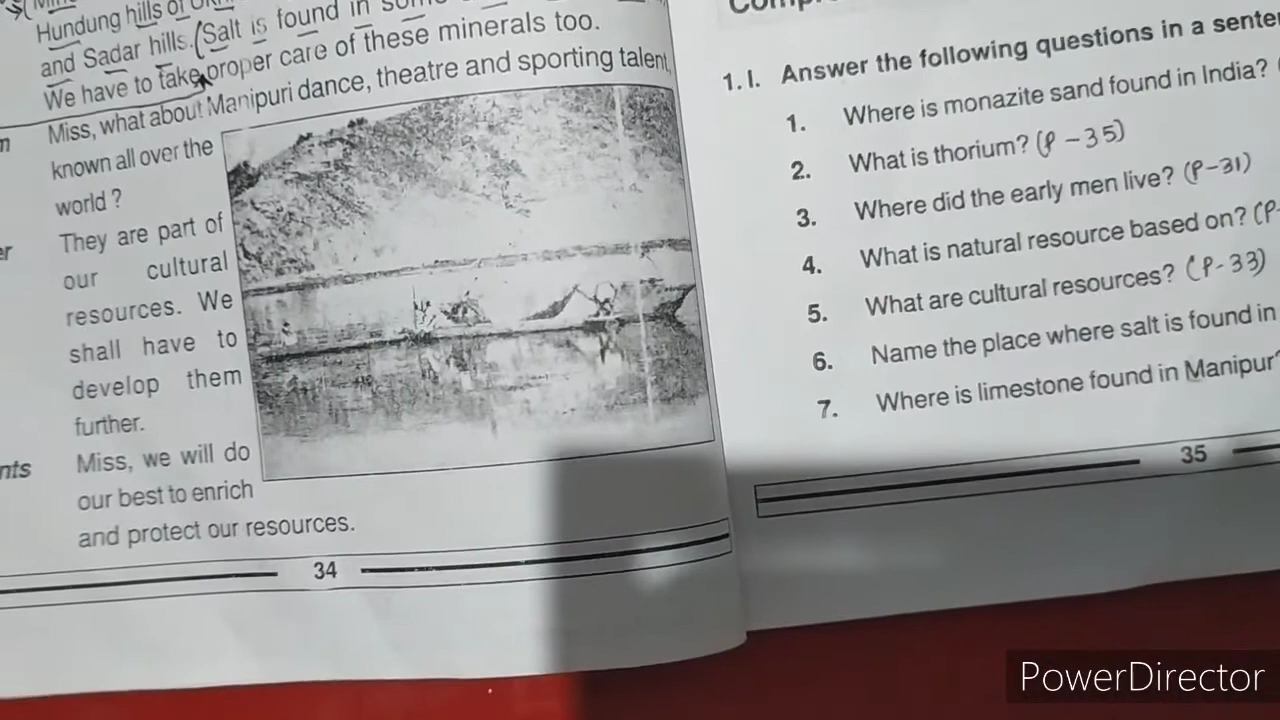 Hundung hills of
and Sadar hills. (Salt is found in
We have to take proper care of these minerals too.
Miss, what about Manipuri dance, theatre and sporting talent,
known all over the
world ?
They are part of
our cultural
resources. We
shall have to
develop them
further.
nts Miss, we will do
our best to enrich
and protect our resources.
34
1. I. Answer the following questions in a
1. Where is monazite sand found in India?
2. What is thorium? (P-35)
3. Where did the early men live? (P-31)
4. What is natural resource based on? (P-
5. What are cultural resources? (P-33)
6. Name the place where salt is found in
7. Where is limestone found in Manipur?
35
PowerDirector